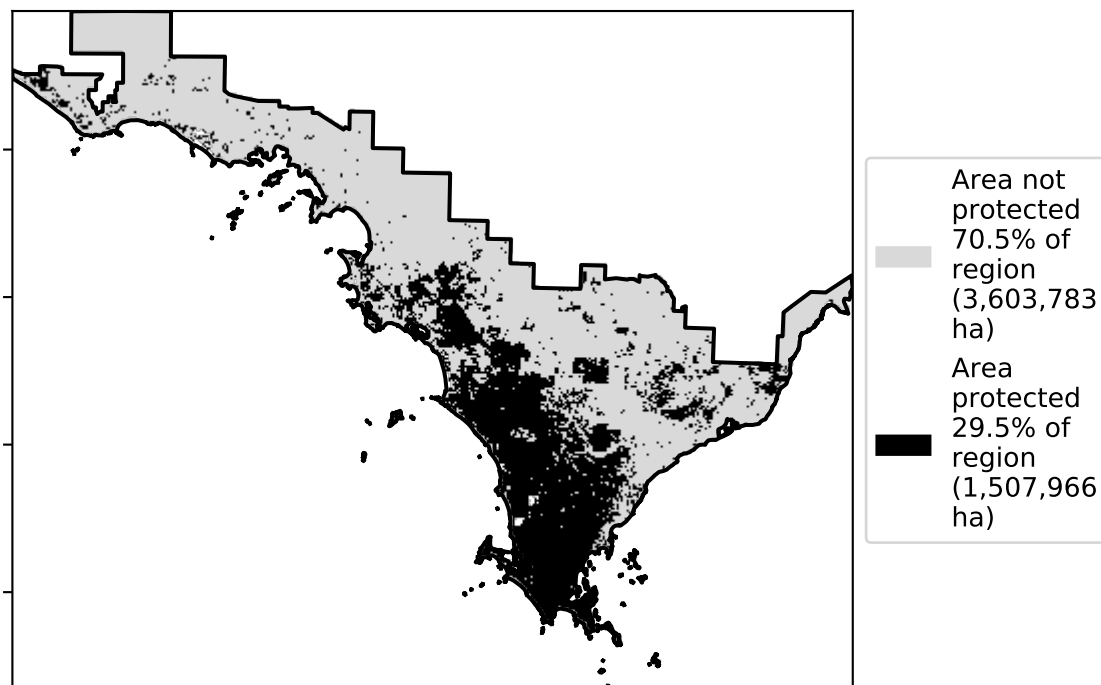 Area not
protected
70.5% of
region
(3,603,783
ha)
Area
protected
29.5% of
region
(1,507,966
ha)